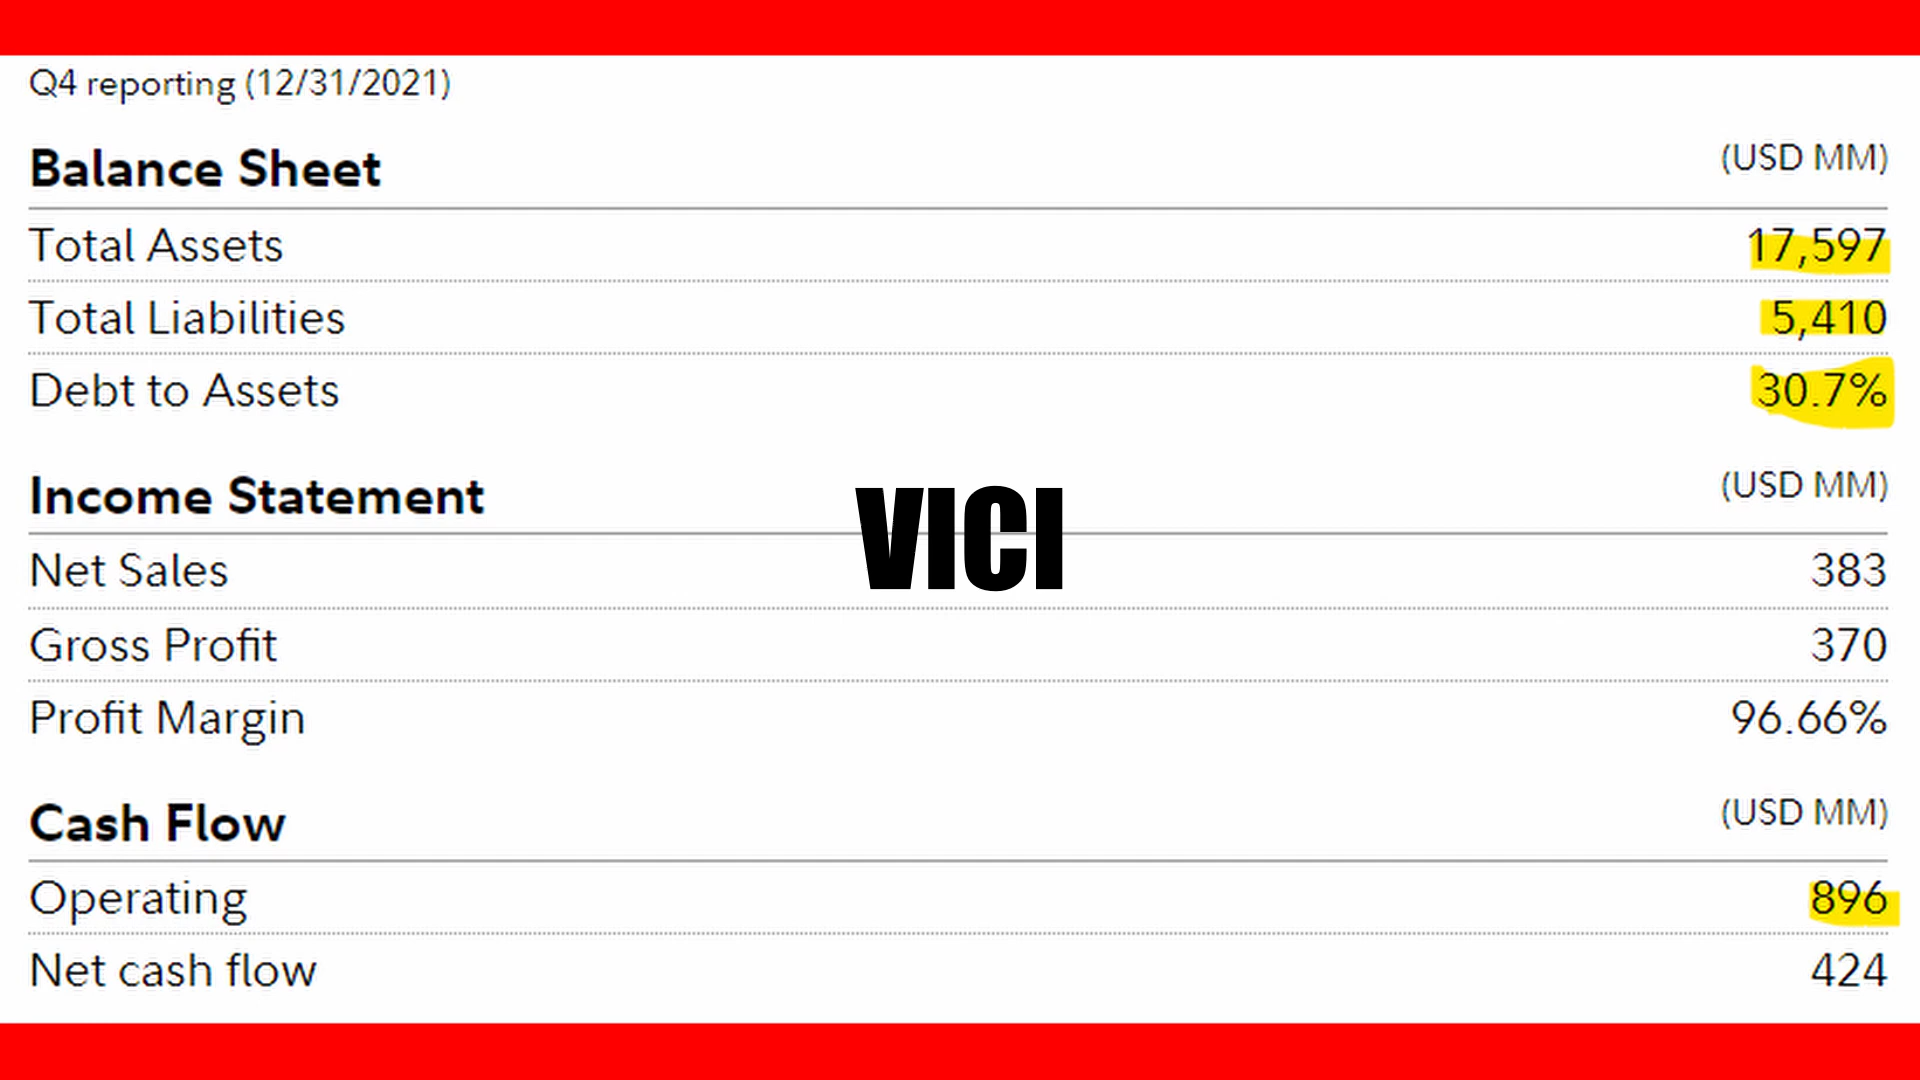 Q4 reporting (12/31/2021)
Balance Sheet (USD MM)
Total Assets 17,597
Total Liabilities 5,410
Debt to Assets 30.7%
Income Statement (USD MM)
VICI
Net Sales 383
Gross Profit 370
Profit Margin 96.66%
Cash Flow (USD MM)
Operating 896
Net cash flow 424